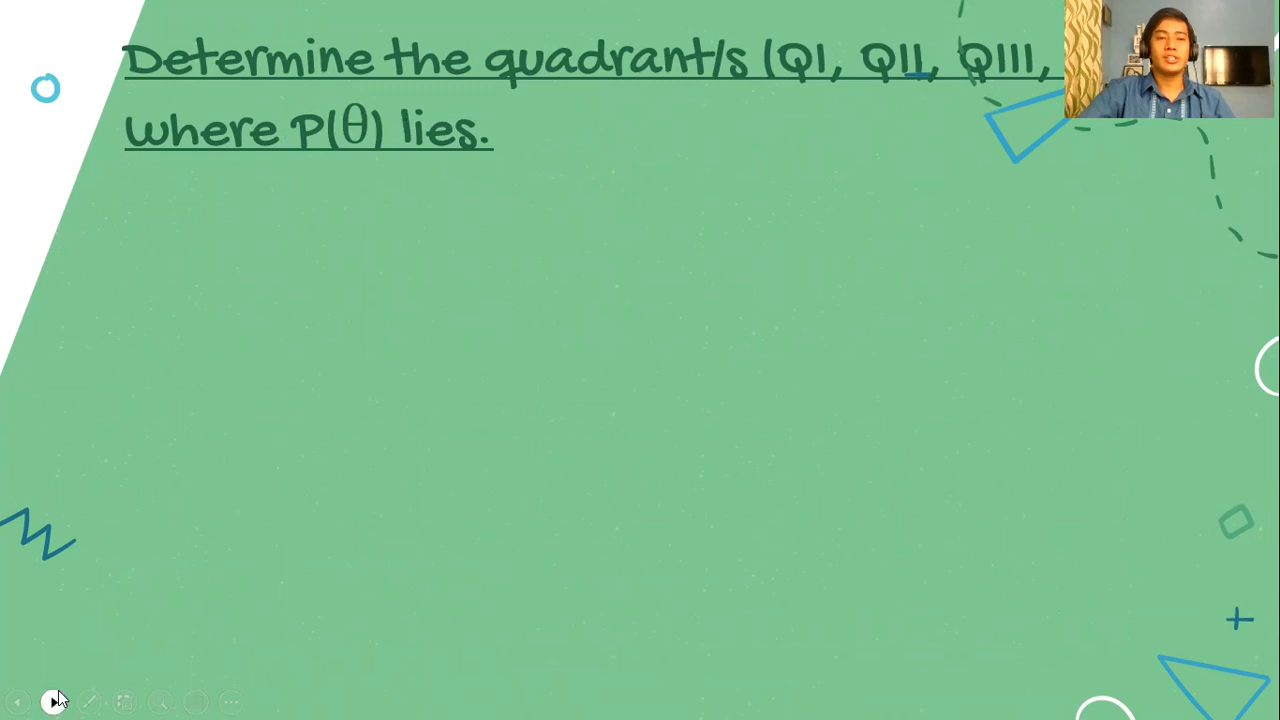 Determine the quadrant/s (QI, QII, QIII,
where P(θ) lies.